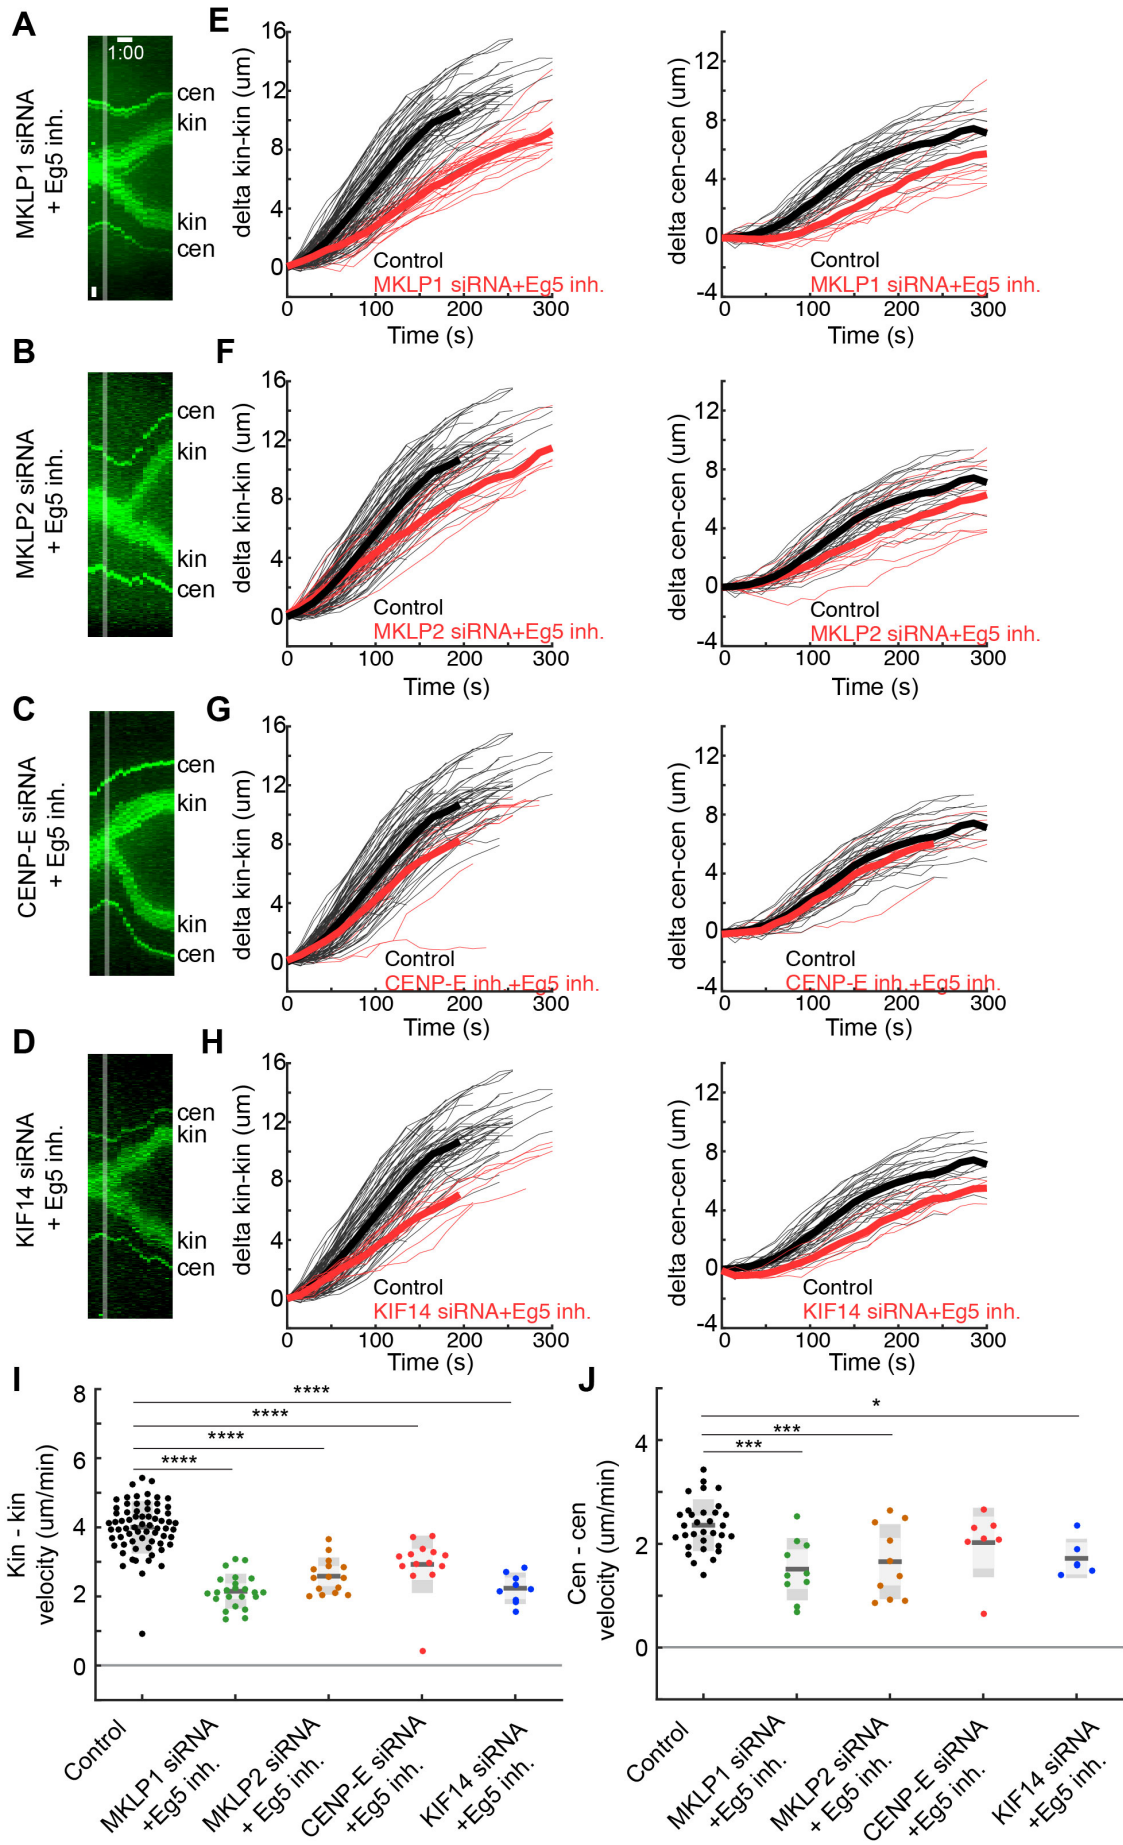 A
MKLP1 siRNA
+ Eg5 inh.
1:00
cen
kin
kin
cen
E
delta kin-kin (um)
16
12
8
4
0
Control
MKLP1 siRNA+Eg5 inh.
0
100
200
300
Time (s)
delta cen-cen (um)
12
8
4
0
-4
Control
MKLP1 siRNA+Eg5 inh.
0
100
200
300
Time (s)
B
MKLP2 siRNA
+ Eg5 inh.
cen
kin
kin
cen
F
delta kin-kin (um)
16
12
8
4
0
Control
MKLP2 siRNA+Eg5 inh.
0
100
200
300
Time (s)
delta cen-cen (um)
12
8
4
0
-4
Control
MKLP2 siRNA+Eg5 inh.
0
100
200
300
Time (s)
C
CENP-E siRNA
+ Eg5 inh.
cen
kin
kin
cen
G
delta kin-kin (um)
16
12
8
4
0
Control
CENP-E inh.+Eg5 inh.
0
100
200
300
Time (s)
delta cen-cen (um)
12
8
4
0
-4
Control
CENP-E inh.+Eg5 inh.
0
100
200
300
Time (s)
D
KIF14 siRNA
+ Eg5 inh.
cen
kin
kin
cen
H
delta kin-kin (um)
16
12
8
4
0
Control
KIF14 siRNA+Eg5 inh.
0
100
200
300
Time (s)
delta cen-cen (um)
12
8
4
0
-4
Control
KIF14 siRNA+Eg5 inh.
0
100
200
300
Time (s)
I
Kin - kin
velocity (um/min)
8
6
4
2
0
****
****
****
****
Control
MKLP1 siRNA
+Eg5 inh.
MKLP2 siRNA
+ Eg5 inh.
CENP-E siRNA
+Eg5 inh.
KIF14 siRNA
+Eg5 inh.
J
Cen - cen
velocity (um/min)
4
2
0
*
***
***
Control
MKLP1 siRNA
+Eg5 inh.
MKLP2 siRNA
+ Eg5 inh.
CENP-E siRNA
+Eg5 inh.
KIF14 siRNA
+Eg5 inh.